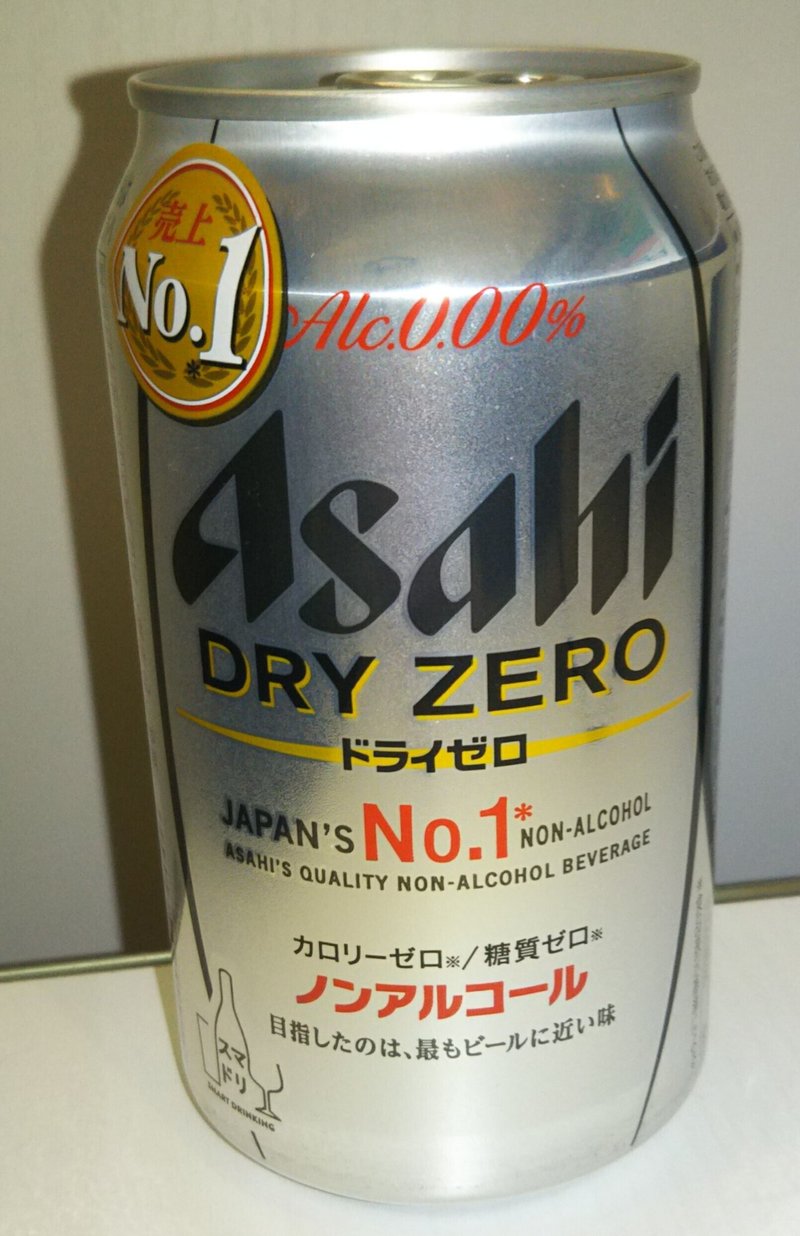 売上
No.1
*
Alc.0.00%
Asahi
DRY ZERO
ドライゼロ
JAPAN'S No.1* NON-ALCOHOL
ASAHI'S QUALITY NON-ALCOHOL BEVERAGE
カロリーゼロ※/糖質ゼロ※
ノンアルコール
目指したのは、最もビールに近い味
スマ
ドリ
SMART DRINKING